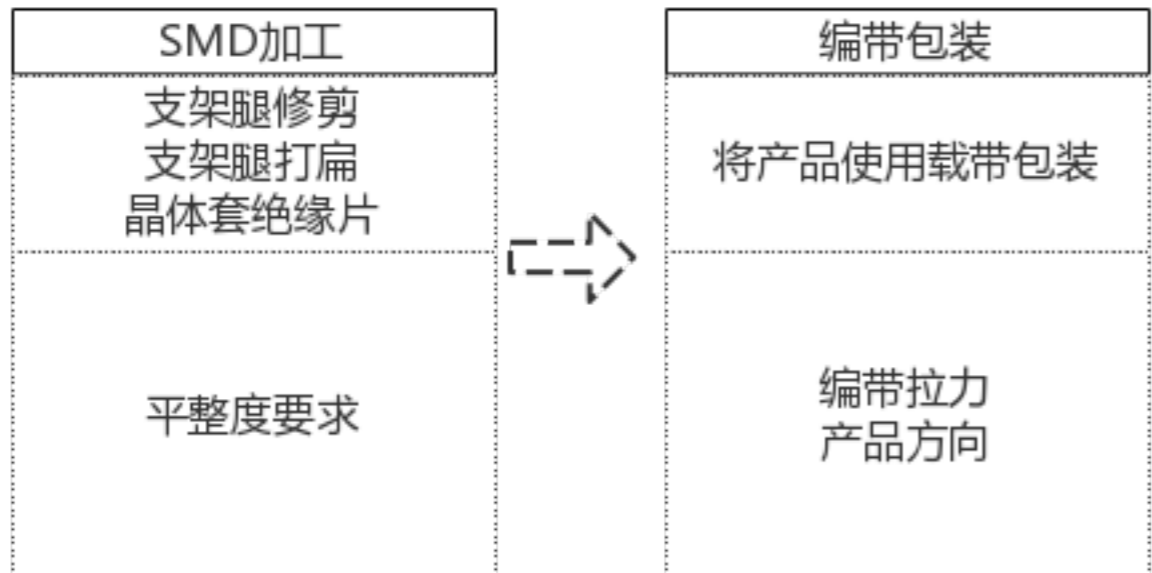 SMD加工
支架腿修剪
支架腿打扁
晶体套绝缘片
平整度要求
编带包装
将产品使用载带包装
编带拉力
产品方向